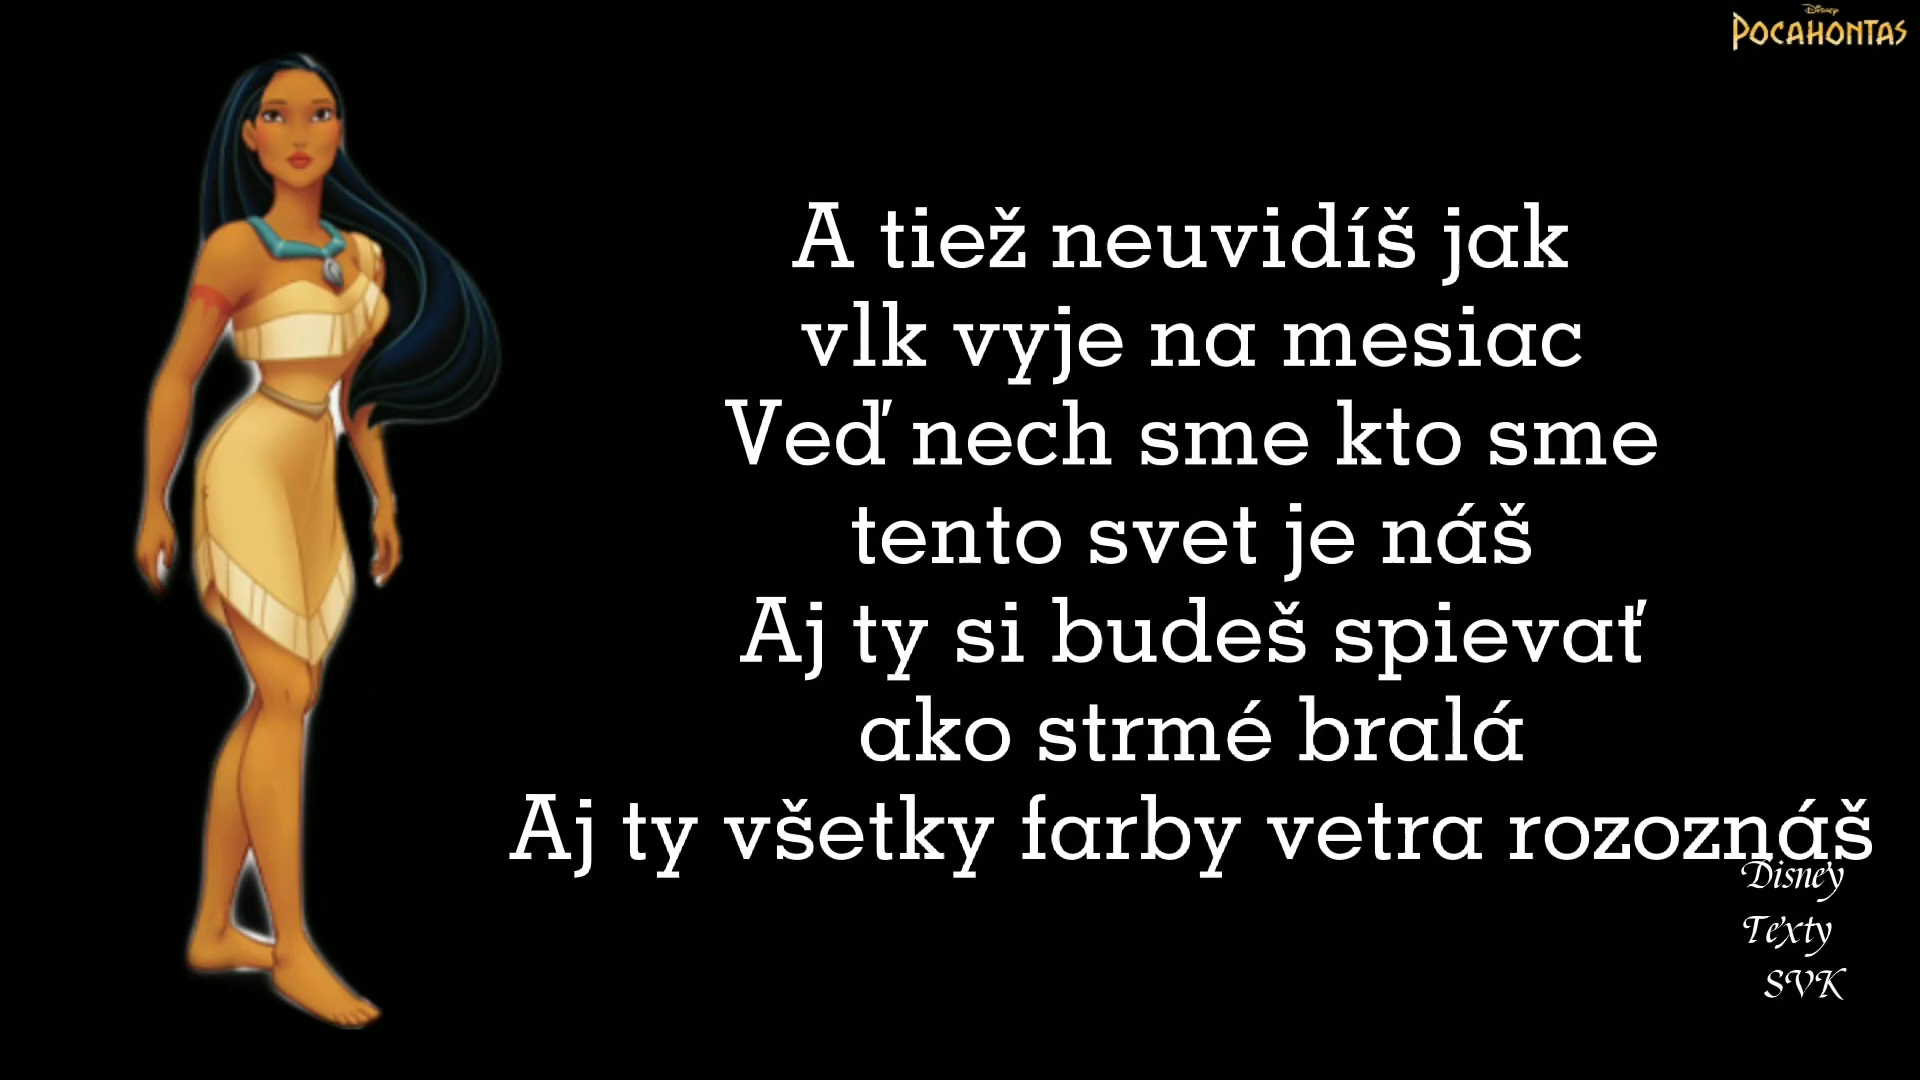 Disney
POCAHONTAS
A tiež neuvidíš jak
vlk vyje na mesiac
Veď nech sme kto sme
tento svet je náš
Aj ty si budeš spievať
ako strmé bralá
Aj ty všetky farby vetra rozoznáš
Disney
Texty
SVK